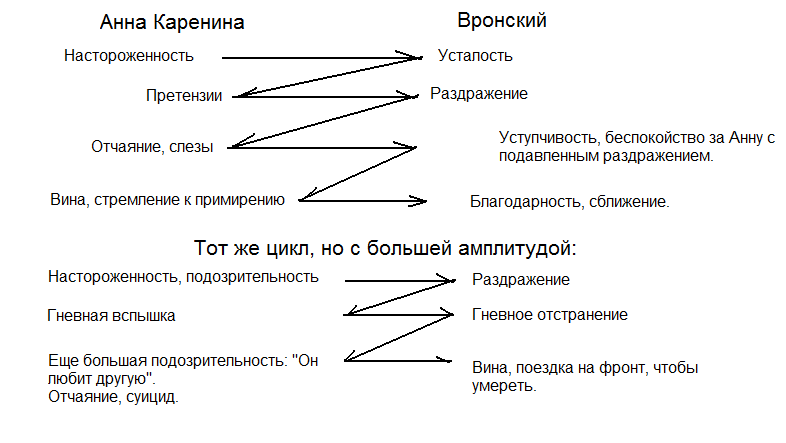 Анна Каренина Вронский
Настороженность Усталость
Претензии Раздражение
Отчаяние, слезы Уступчивость, беспокойство за Анну с
подавленным раздражением.
Вина, стремление к примирению Благодарность, сближение.
Тот же цикл, но с большей амплитудой:
Настороженность, подозрительность Раздражение
Гневная вспышка Гневное отстранение
Еще большая подозрительность: "Он
любит другую".
Отчаяние, суицид.
Вина, поездка на фронт, чтобы
умереть.